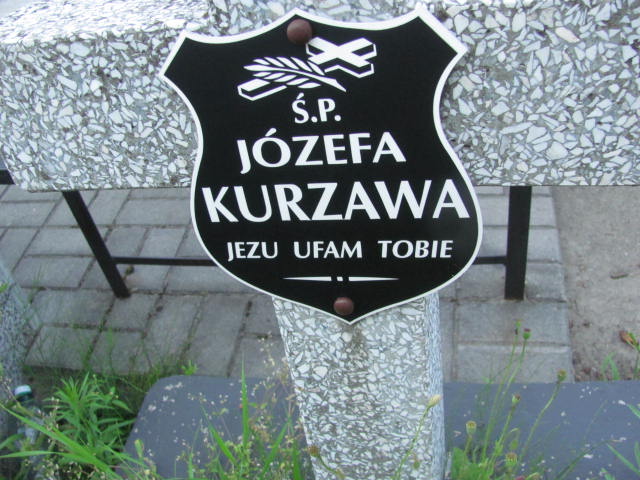 Ś.P.
JÓZEFA
KURZAWA
JEZU UFAM TOBIE